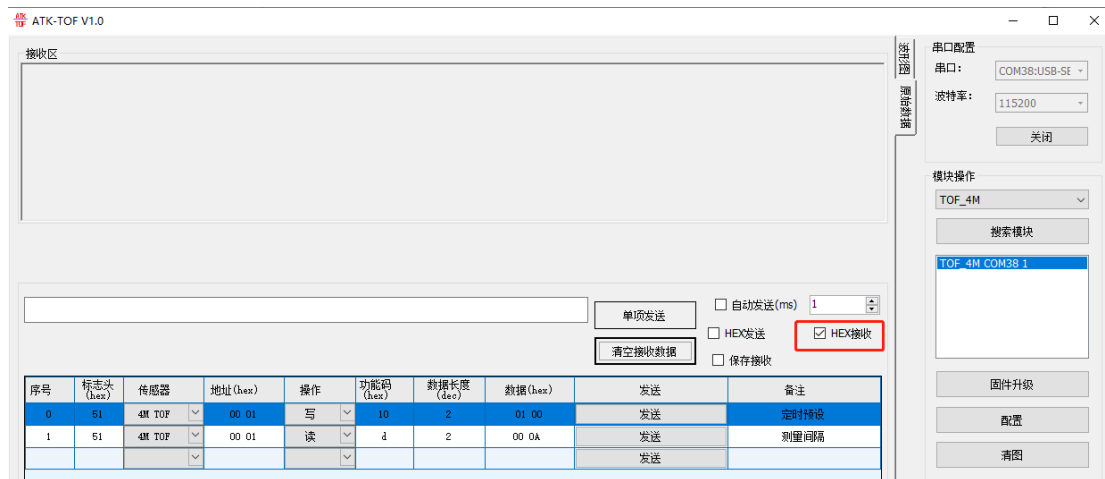 ATK-TOF V1.0
接收区
波形图
原始数据
串口配置
串口:
COM38:USB-SE
波特率:
115200
关闭
模块操作
TOF_4M
搜索模块
TOF_4M COM38 1
单项发送
自动发送(ms)
1
HEX发送
HEX接收
清空接收数据
保存接收
序号 标志头(hex) 传感器 地址(hex) 操作 功能码(hex) 数据长度(dec) 数据(hex) 发送 备注
0 51 4M TOF 00 01 写 10 2 01 00 发送 定时预设
1 51 4M TOF 00 01 读 d 2 00 0A 发送 测量间隔
发送
固件升级
配置
清图